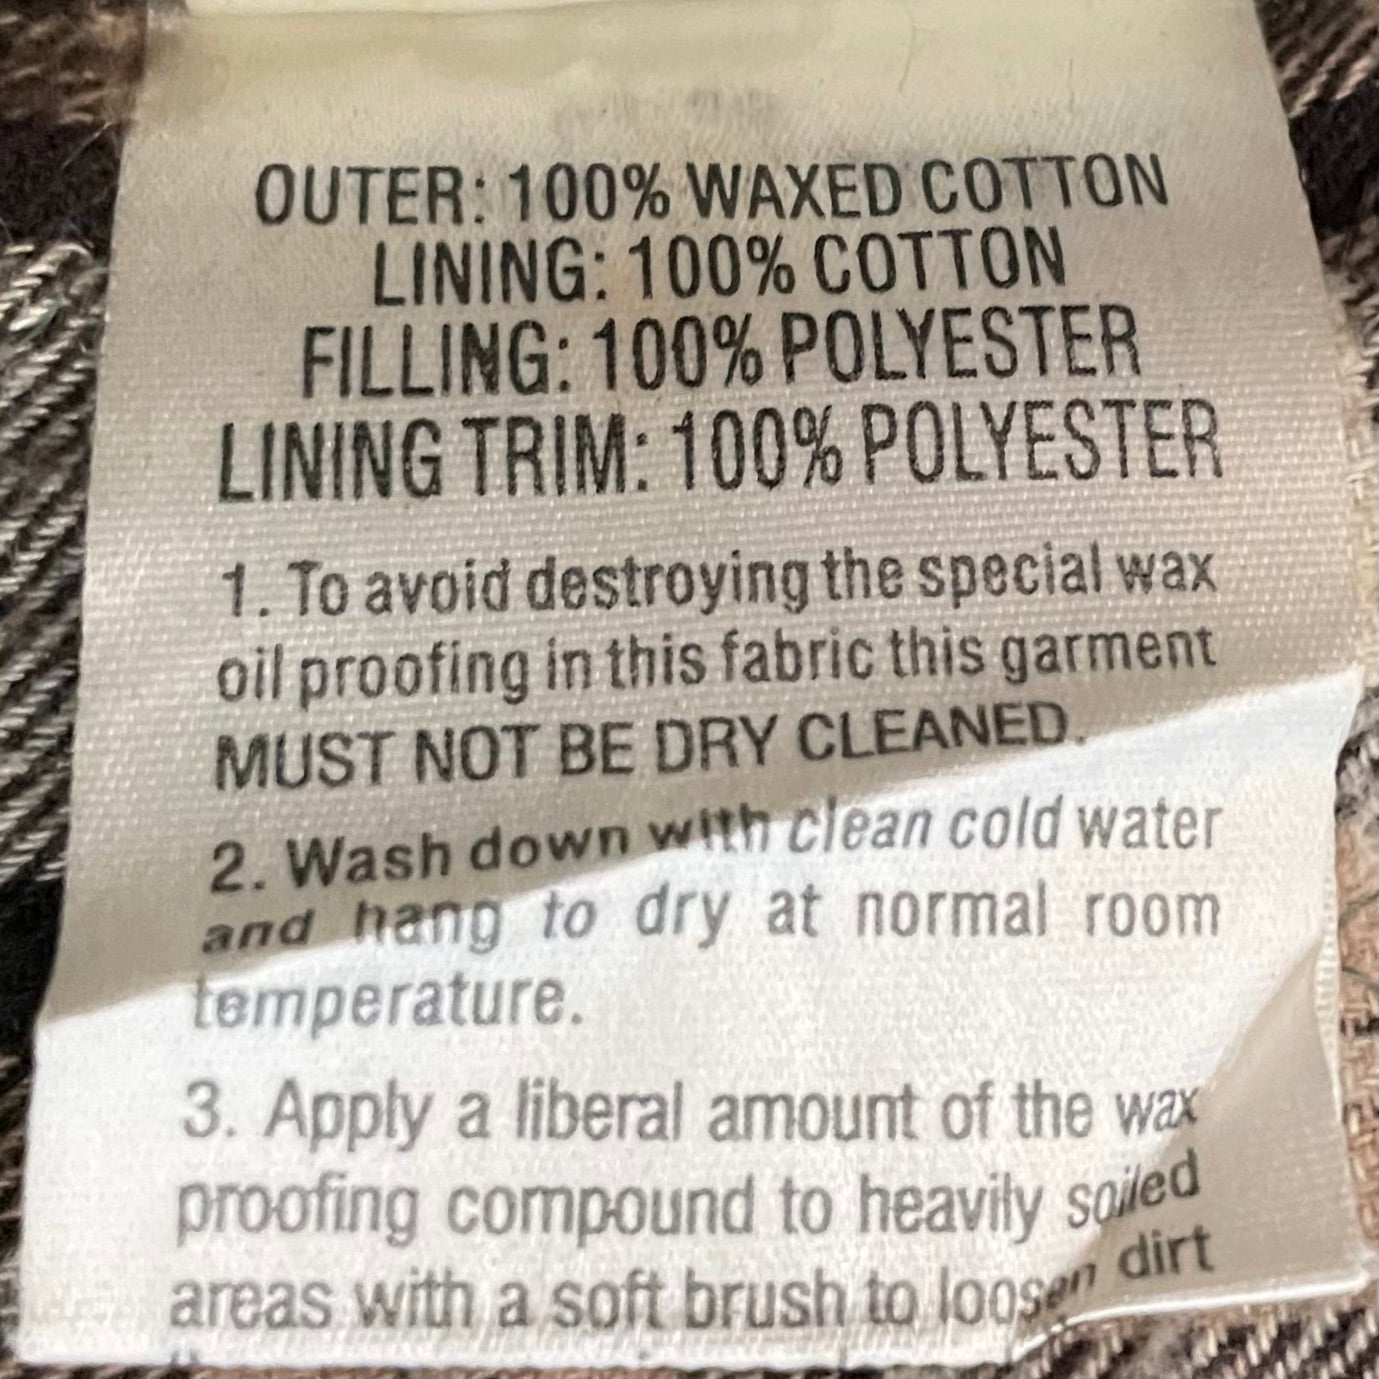 OUTER: 100% WAXED COTTON
LINING: 100% COTTON
FILLING: 100% POLYESTER
LINING TRIM: 100% POLYESTER
1. To avoid destroying the special wax
oil proofing in this fabric this garment
MUST NOT BE DRY CLEANED.
2. Wash down with clean cold water
and hang to dry at normal room
temperature.
3. Apply a liberal amount of the wax
proofing compound to heavily soiled
areas with a soft brush to loosen dirt